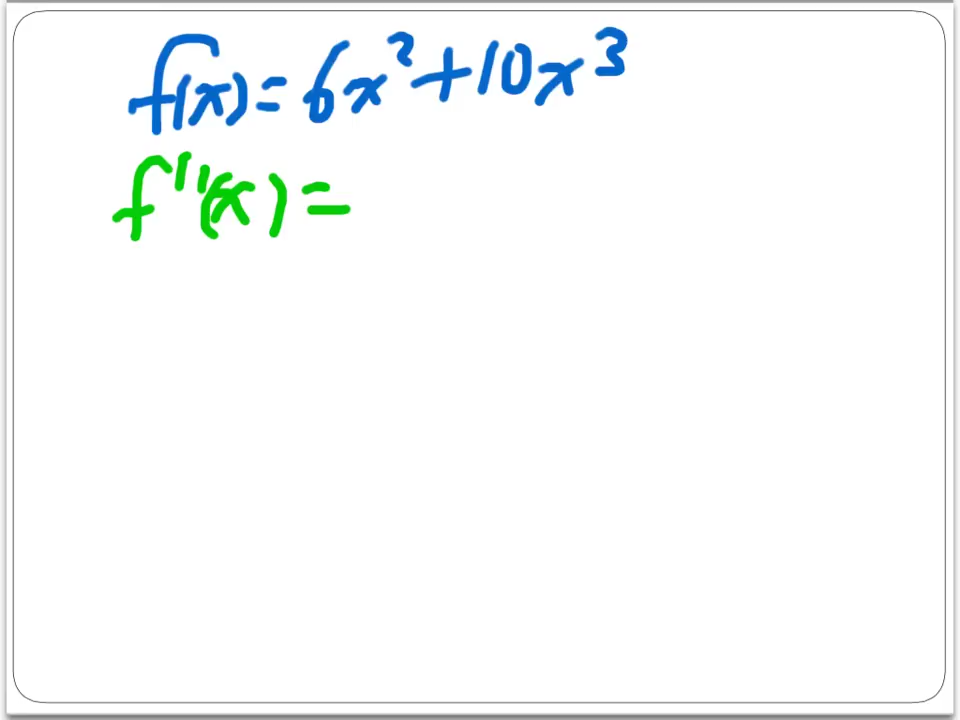 f(x) = 6x² + 10x³
f''(x) =